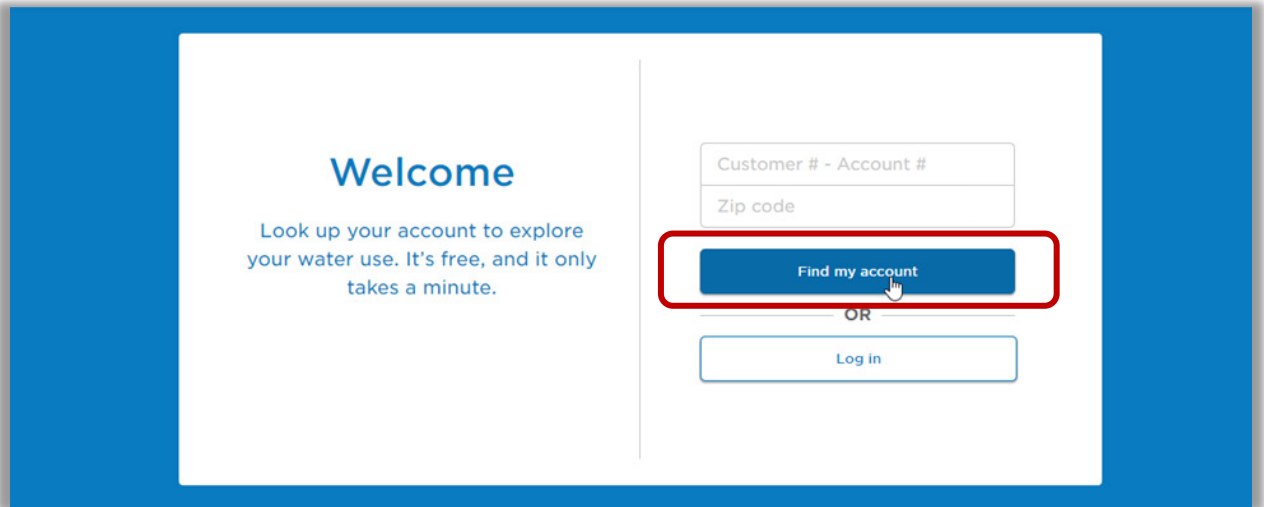 Welcome
Look up your account to explore
your water use. It's free, and it only
takes a minute.
Customer # - Account #
Zip code
Find my account
OR
Log in